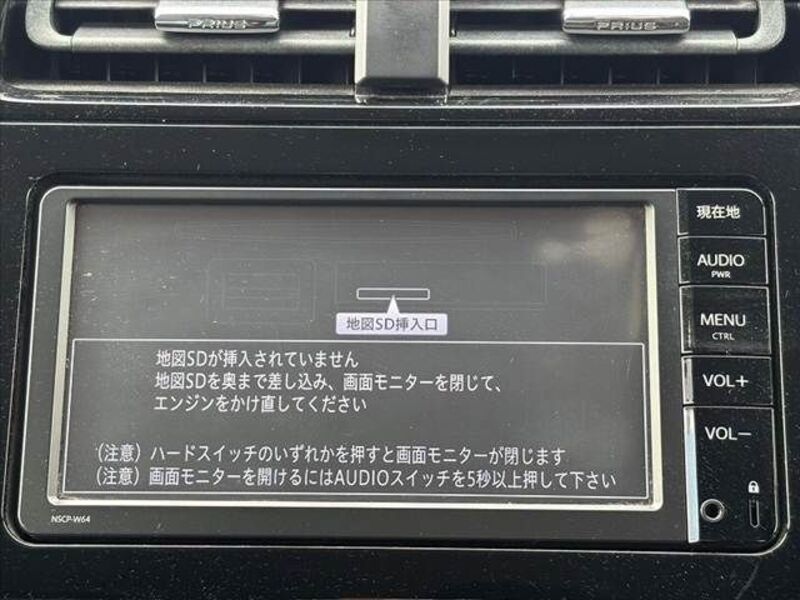 PRIUS
PRIUS
現在地
AUDIO
PWR
MENU
CTRL
VOL+
VOL−
地図SD挿入口
地図SDが挿入されていません
地図SDを奥まで差し込み、画面モニターを閉じて、
エンジンをかけ直してください
（注意）ハードスイッチのいずれかを押すと画面モニターが閉じます
（注意）画面モニターを開けるにはAUDIOスイッチを5秒以上押して下さい
NSCP-W64